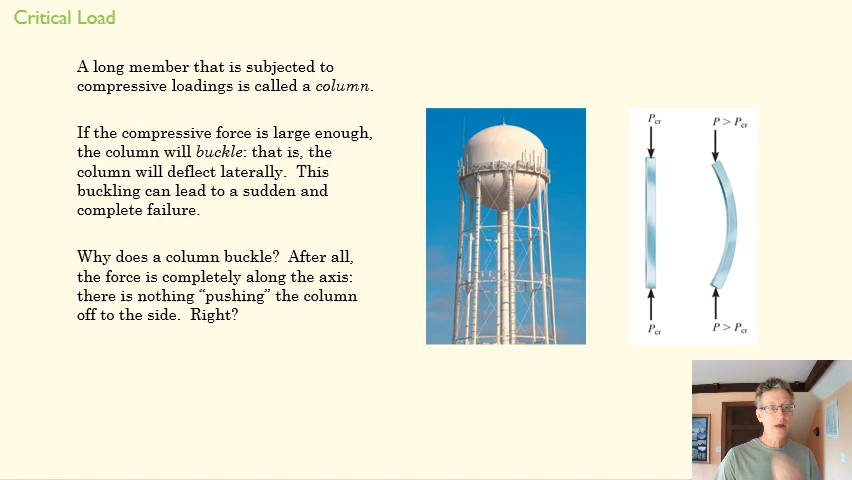 Critical Load
A long member that is subjected to
compressive loadings is called a column.
If the compressive force is large enough,
the column will buckle: that is, the
column will deflect laterally. This
buckling can lead to a sudden and
complete failure.
Why does a column buckle? After all,
the force is completely along the axis:
there is nothing “pushing” the column
off to the side. Right?
Pcr
P > Pcr
Pcr
P > Pcr